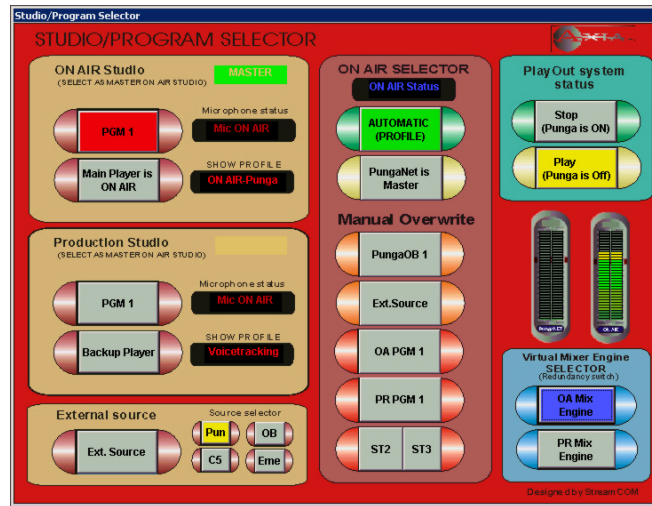 Studio/Program Selector
STUDIO/PROGRAM SELECTOR
AXIA
ON AIR Studio
(SELECT AS MASTER ON AIR STUDIO)
MASTER
Microphone status
PGM 1
Mic ON AIR
SHOW PROFILE
Main Player is
ON AIR
ON AIR-Punga
Production Studio
(SELECT AS MASTER ON AIR STUDIO)
Microphone status
PGM 1
Mic ON AIR
SHOW PROFILE
Backup Player
Voicetracking
External source
Source selector
Ext. Source
Pun
OB
C5
Eme
ON AIR SELECTOR
ON AIR Status
AUTOMATIC
(PROFILE)
PungaNet is
Master
Manual Overwrite
PungaOB 1
Ext.Source
OA PGM 1
PR PGM 1
ST2
ST3
PlayOut system
status
Stop
(Punga is ON)
Play
(Punga is Off)
PungaNET
ON AIR
Virtual Mixer Engine
SELECTOR
(Redundancy switch)
OA Mix
Engine
PR Mix
Engine
Designed by StreamCOM